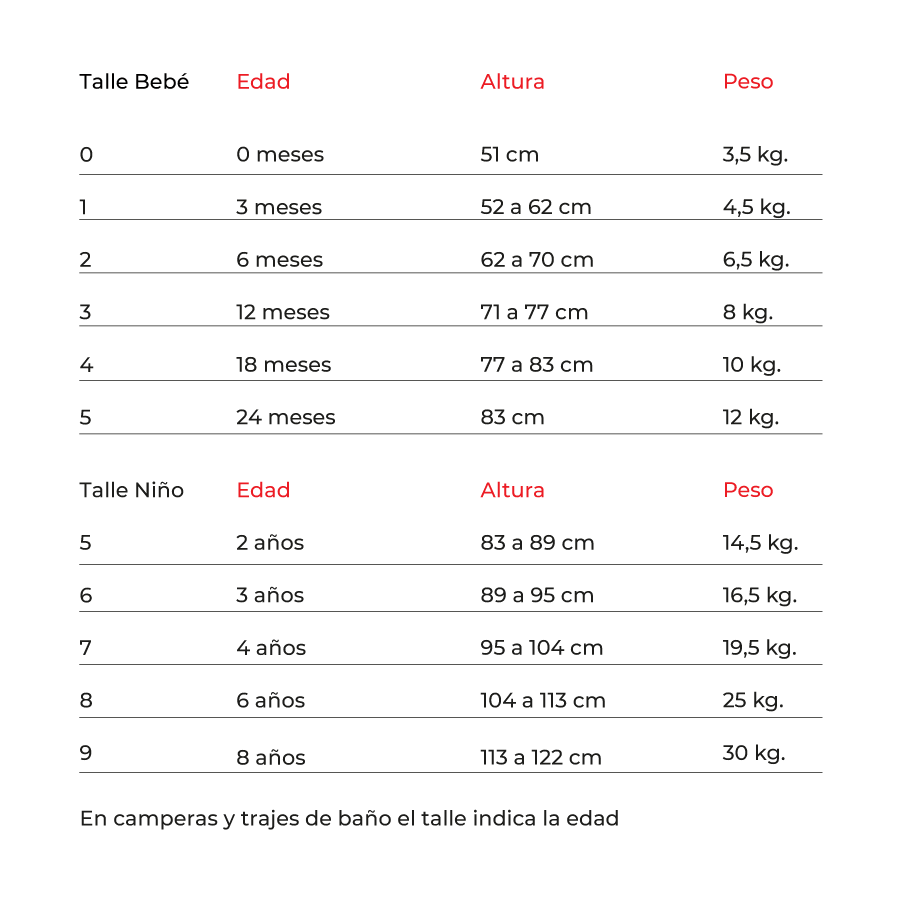 Talle Bebé Edad Altura Peso
0 0 meses 51 cm 3,5 kg.
1 3 meses 52 a 62 cm 4,5 kg.
2 6 meses 62 a 70 cm 6,5 kg.
3 12 meses 71 a 77 cm 8 kg.
4 18 meses 77 a 83 cm 10 kg.
5 24 meses 83 cm 12 kg.
Talle Niño Edad Altura Peso
5 2 años 83 a 89 cm 14,5 kg.
6 3 años 89 a 95 cm 16,5 kg.
7 4 años 95 a 104 cm 19,5 kg.
8 6 años 104 a 113 cm 25 kg.
9 8 años 113 a 122 cm 30 kg.
En camperas y trajes de baño el talle indica la edad